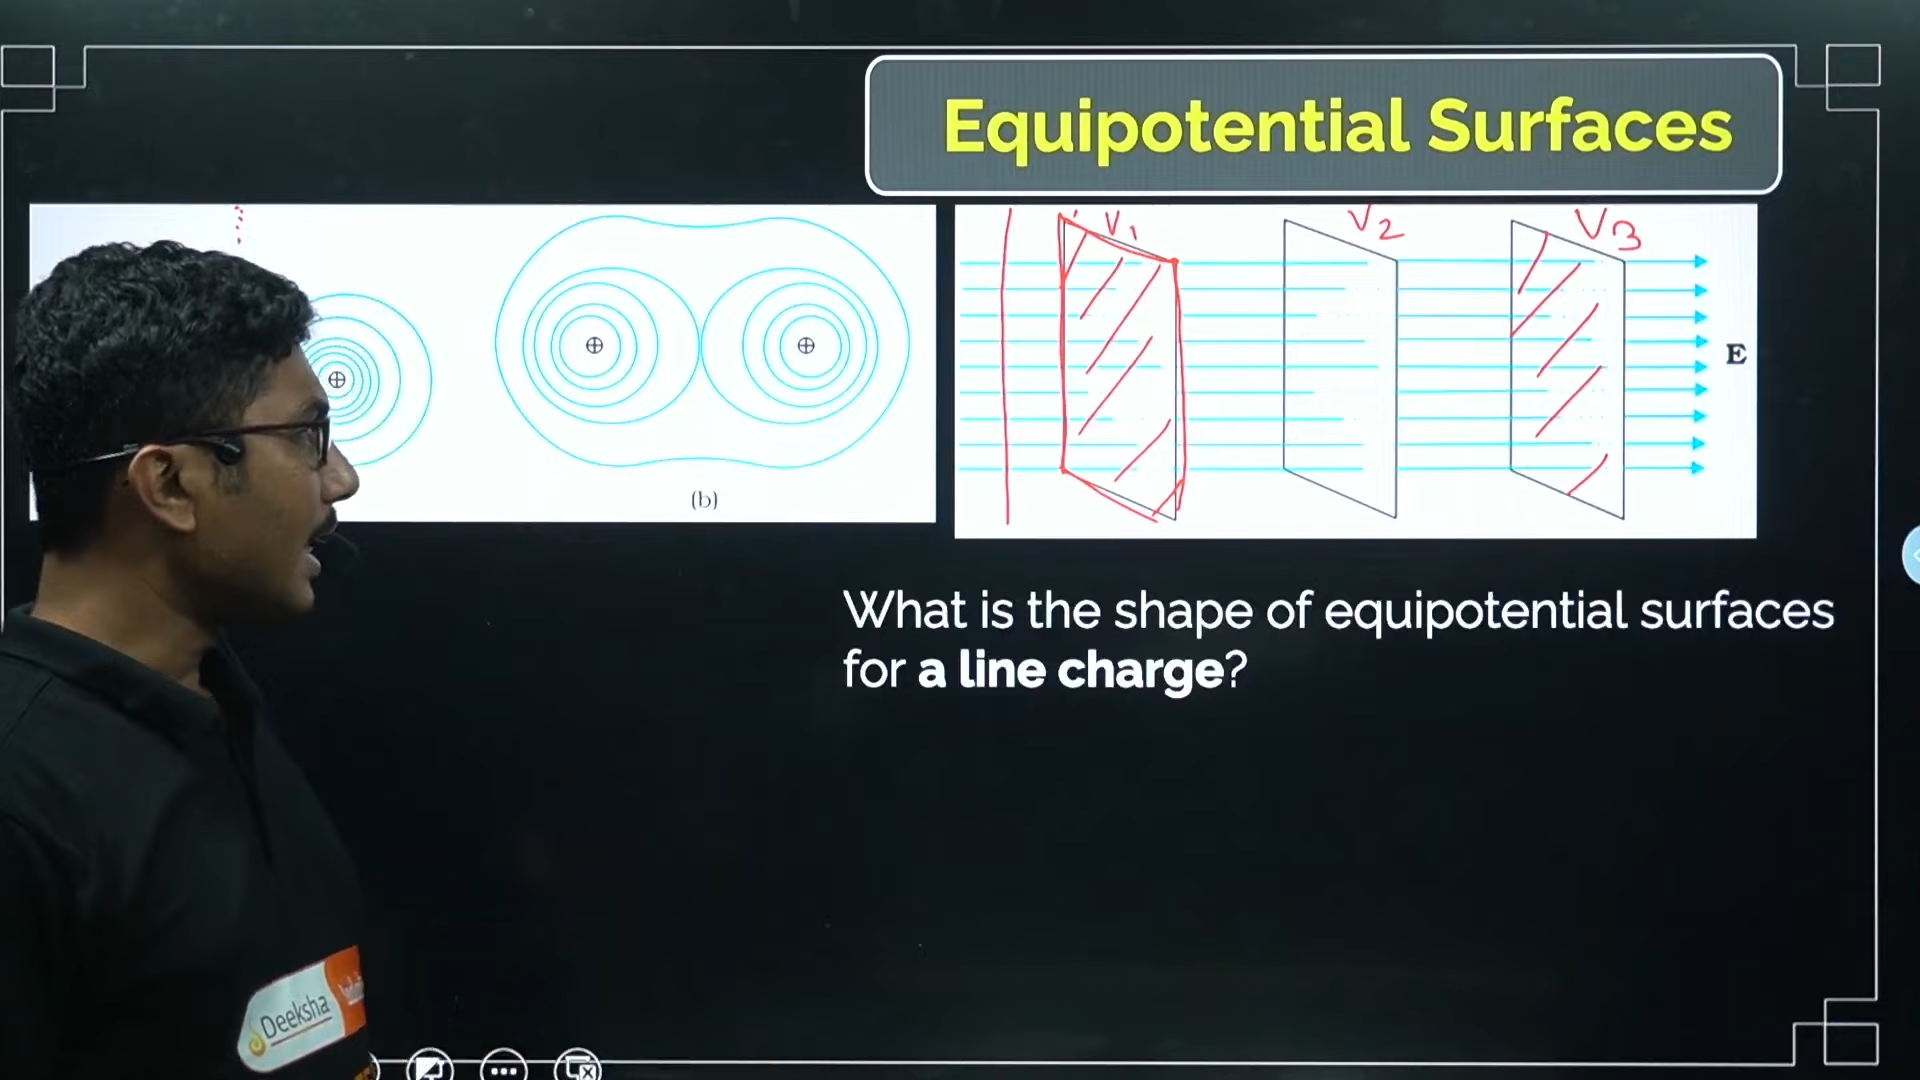 Equipotential Surfaces
V1
V2
V3
E
(b)
What is the shape of equipotential surfaces
for a line charge?
Deeksha